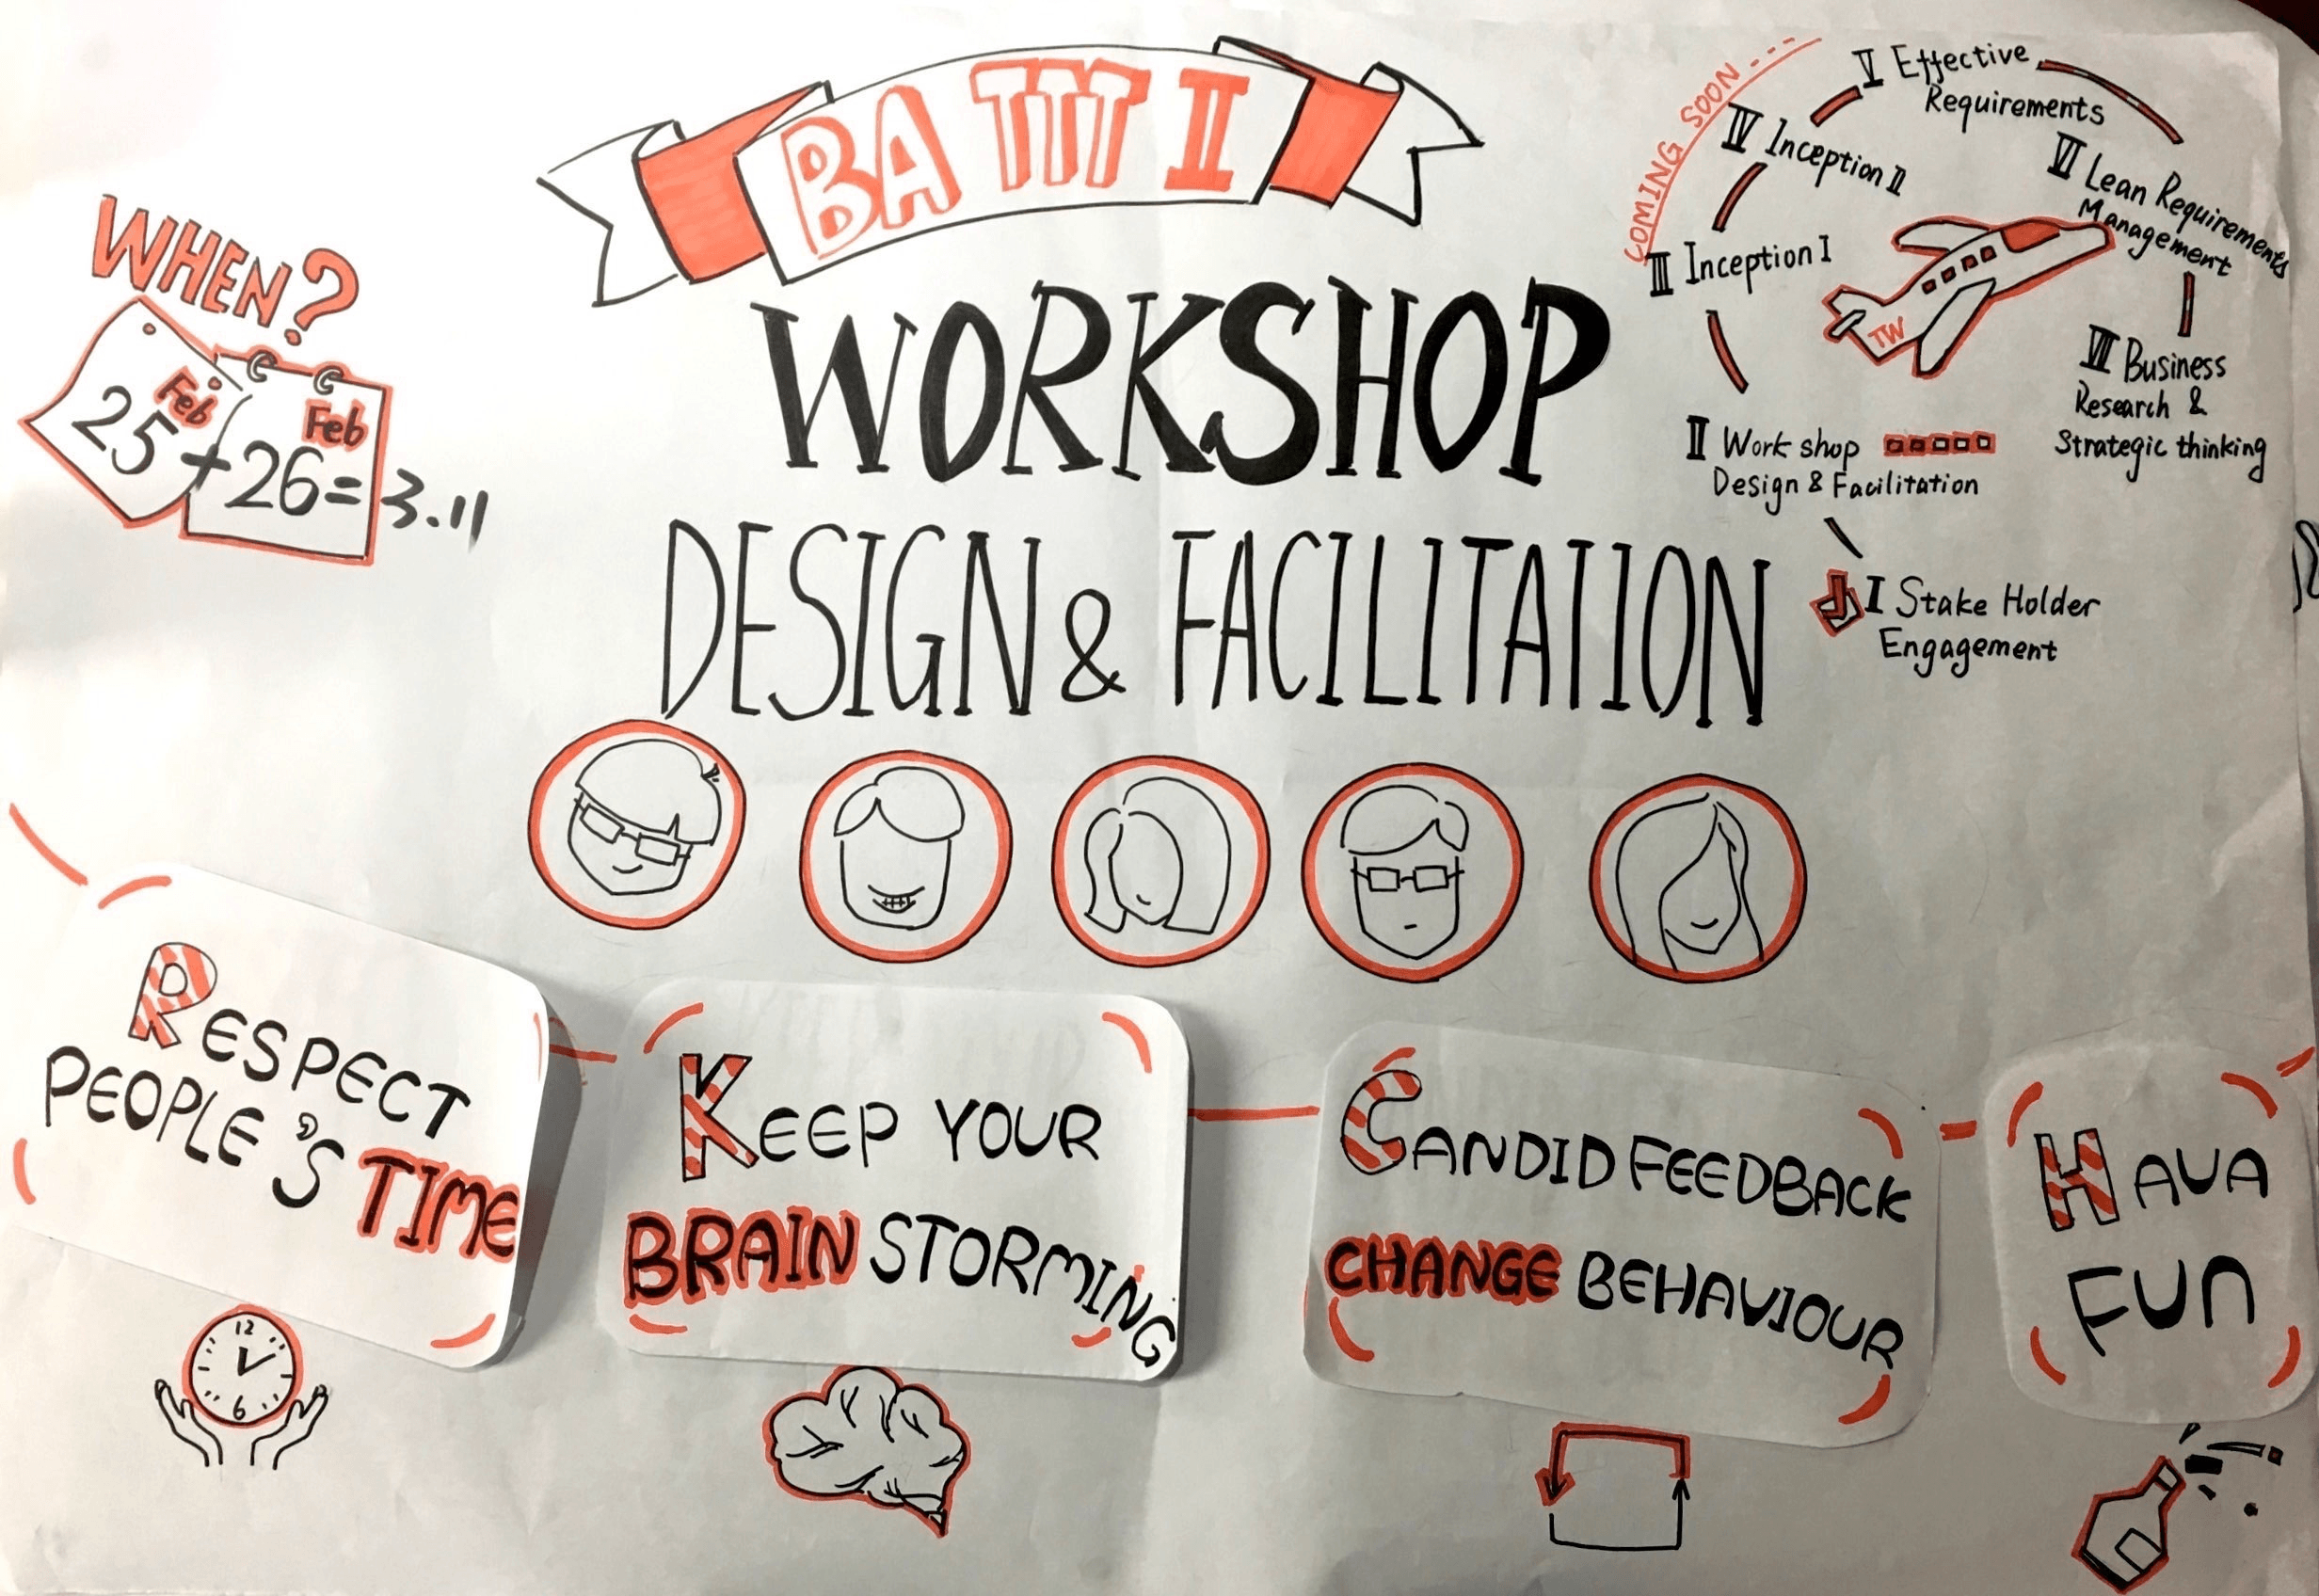 BA TTT II
WORKSHOP
DESIGN & FACILITATION
WHEN?
25 Feb + 26 Feb = 3.11
COMING SOON...
V Effective
Requirements
IV Inception II
VI Lean Requirements
Management
III Inception I
TW
VII Business
Research &
Strategic thinking
II Work shop
Design & Facilitation
I Stake Holder
Engagement
RESPECT
PEOPLE'S TIME
KEEP YOUR
BRAIN STORMING
CANDID FEEDBACK
CHANGE BEHAVIOUR
HAVA
FUN
12
6